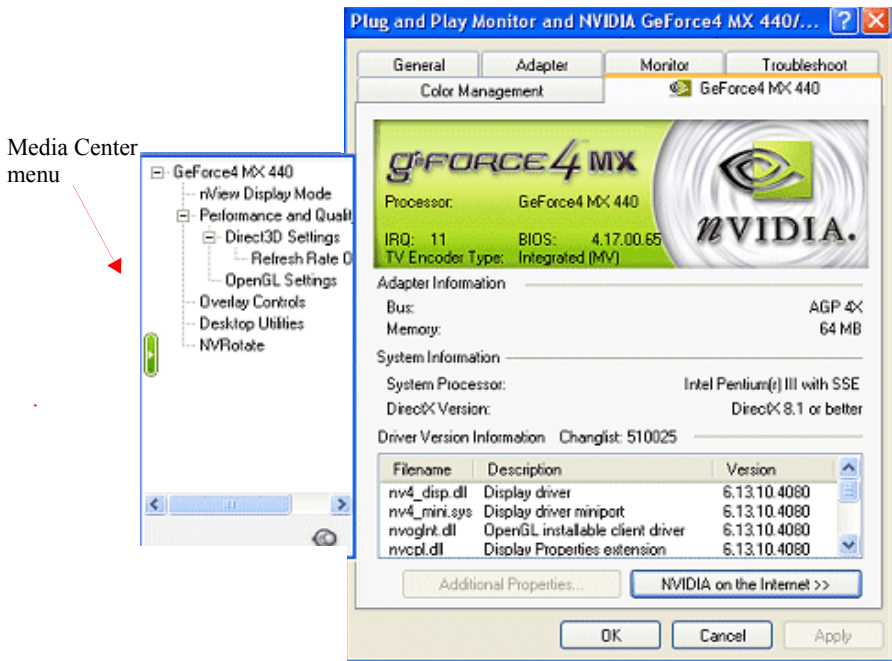 Plug and Play Monitor and NVIDIA GeForce4 MX 440/...
General Adapter Monitor Troubleshoot
Color Management GeForce4 MX 440
Media Center
menu
GeForce4 MX 440
nView Display Mode
Performance and Qualit
Direct3D Settings
Refresh Rate O
OpenGL Settings
Overlay Controls
Desktop Utilities
NVRotate
GEFORCE4 MX
Processor: GeForce4 MX 440
IRQ: 11 BIOS: 4.17.00.65
TV Encoder Type: Integrated (MV)
nVIDIA.
Adapter Information
Bus: AGP 4X
Memory: 64 MB
System Information
System Processor: Intel Pentium(r) III with SSE
DirectX Version: DirectX 8.1 or better
Driver Version Information Changlist: 510025
Filename Description Version
nv4_disp.dll Display driver 6.13.10.4080
nv4_mini.sys Display driver miniport 6.13.10.4080
nvoglnt.dll OpenGL installable client driver 6.13.10.4080
nvcpl.dll Display Properties extension 6.13.10.4080
Additional Properties... NVIDIA on the Internet >>
OK Cancel Apply